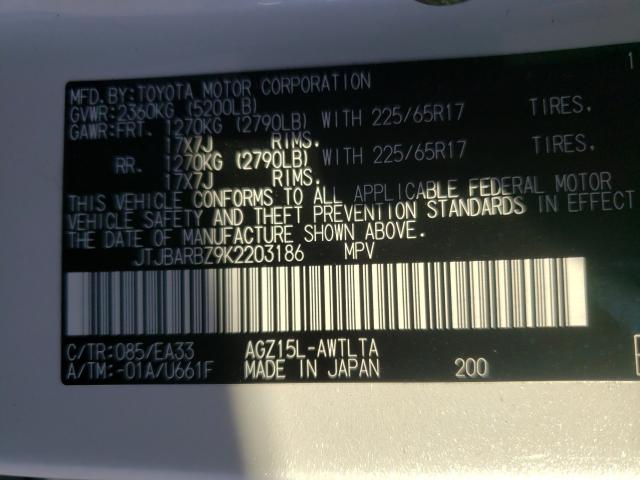 MFD.BY:TOYOTA MOTOR CORPORATION 1
GVWR:2360KG (5200LB)
GAWR:FRT. 1270KG (2790LB) WITH 225/65R17 TIRES,
17X7J RIMS.
RR. 1270KG (2790LB) WITH 225/65R17 TIRES,
17X7J RIMS.
THIS VEHICLE CONFORMS TO ALL APPLICABLE FEDERAL MOTOR
VEHICLE SAFETY AND THEFT PREVENTION STANDARDS IN EFFECT
THE DATE OF MANUFACTURE SHOWN ABOVE.
JTJBARBZ9K2203186 MPV
C/TR:085/EA33 AGZ15L-AWTLTA
A/TM:-01A/U661F MADE IN JAPAN 200